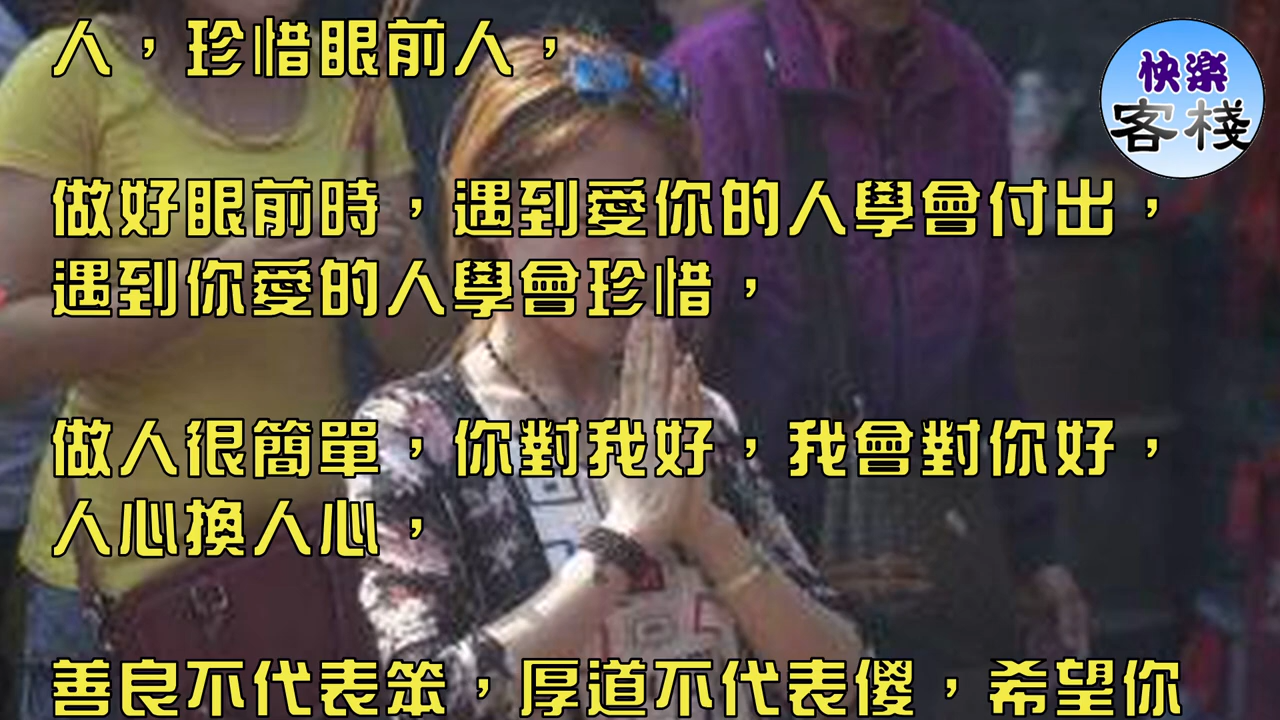 人，珍惜眼前人，
快樂
客棧
做好眼前時，遇到愛你的人學會付出，
遇到你愛的人學會珍惜，
做人很簡單，你對我好，我會對你好，
人心換人心，
善良不代表笨，厚道不代表傻，希望你